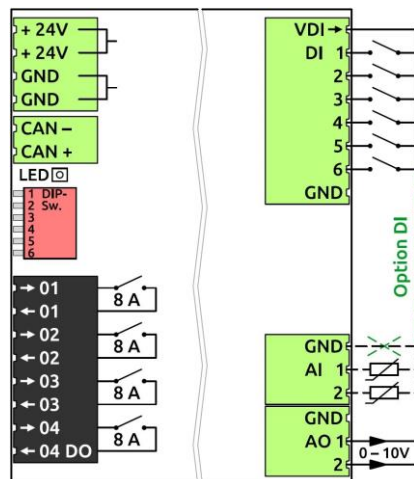 + 24V
+ 24V
GND
GND
CAN –
CAN +
LED
1 DIP-
2 Sw.
3
4
5
6
→ 01
← 01
8 A
→ 02
← 02
8 A
→ 03
← 03
8 A
→ 04
← 04 DO
8 A
VDI →
DI 1
2
3
4
5
6
GND
Option DI
GND
AI 1
2
GND
AO 1
0 – 10V
2